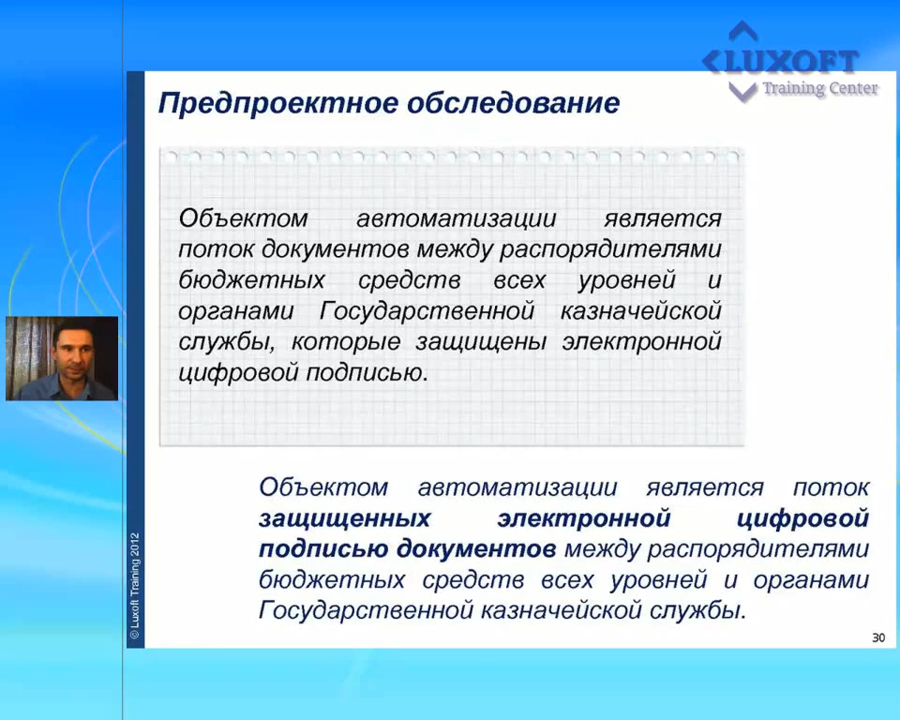 LUXOFT
Training Center
Предпроектное обследование
Объектом автоматизации является
поток документов между распорядителями
бюджетных средств всех уровней и
органами Государственной казначейской
службы, которые защищены электронной
цифровой подписью.
Объектом автоматизации является поток
защищенных электронной цифровой
подписью документов между распорядителями
бюджетных средств всех уровней и органами
Государственной казначейской службы.
© Luxoft Training 2012
30